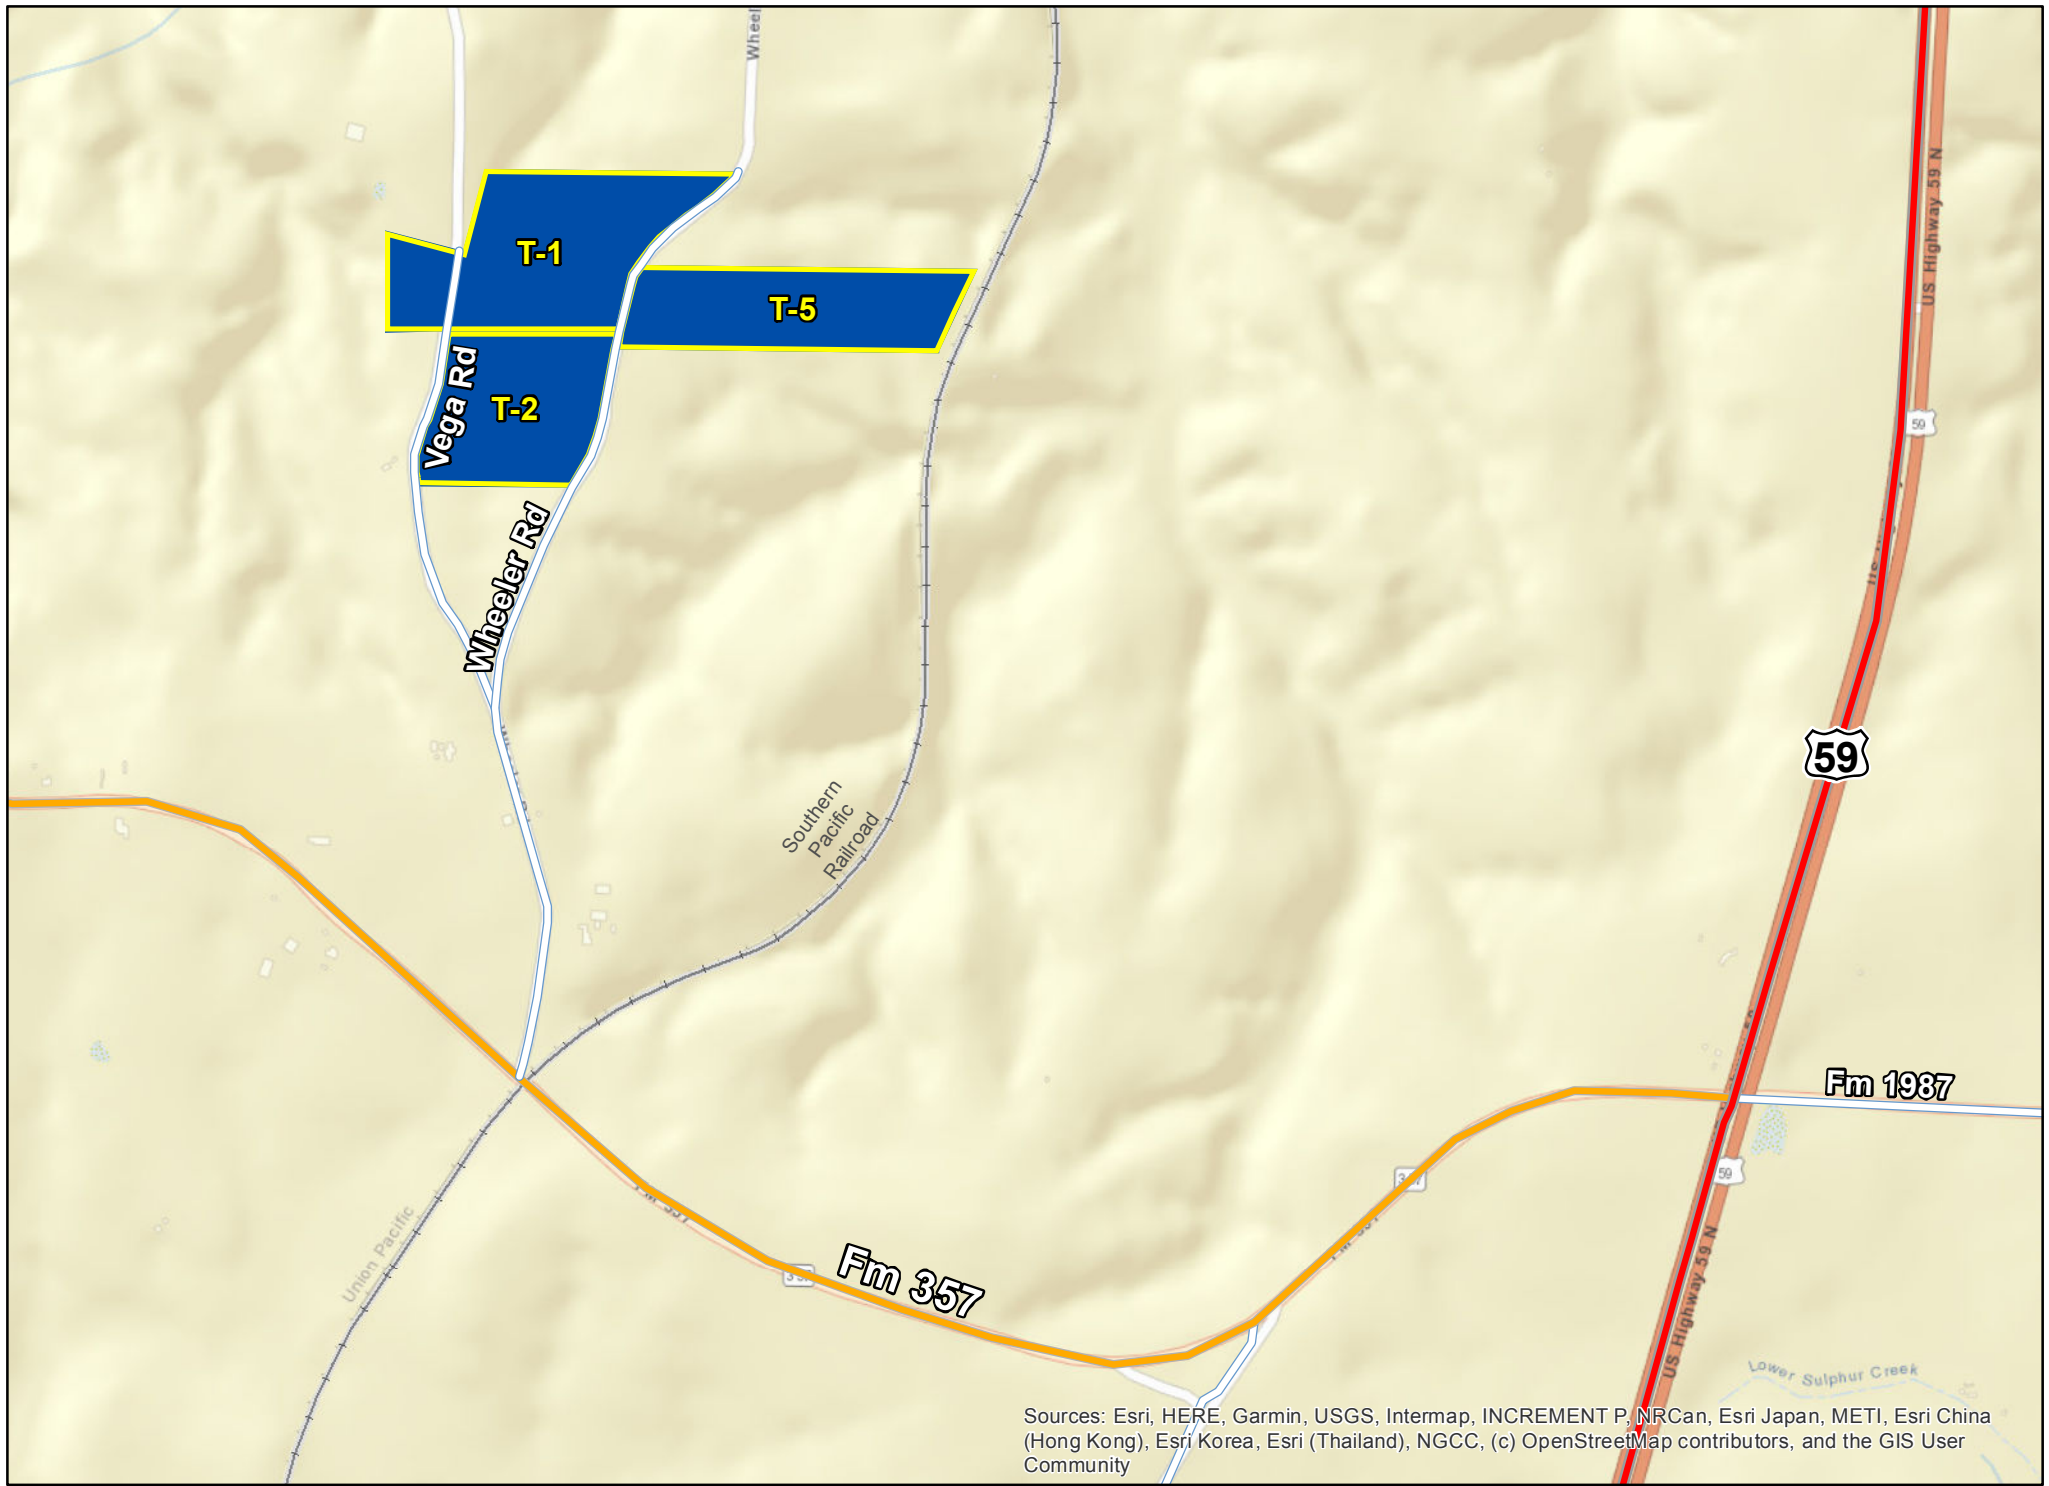 Wheel
US Highway 59 N
T-1
T-5
Vega Rd
T-2
59
Wheeler Rd
59
Southern
Pacific
Railroad
Fm 1987
59
Union Pacific
Fm 357
US Highway 59 N
Lower Sulphur Creek
Sources: Esri, HERE, Garmin, USGS, Intermap, INCREMENT P, NRCan, Esri Japan, METI, Esri China
(Hong Kong), Esri Korea, Esri (Thailand), NGCC, (c) OpenStreetMap contributors, and the GIS User
Community